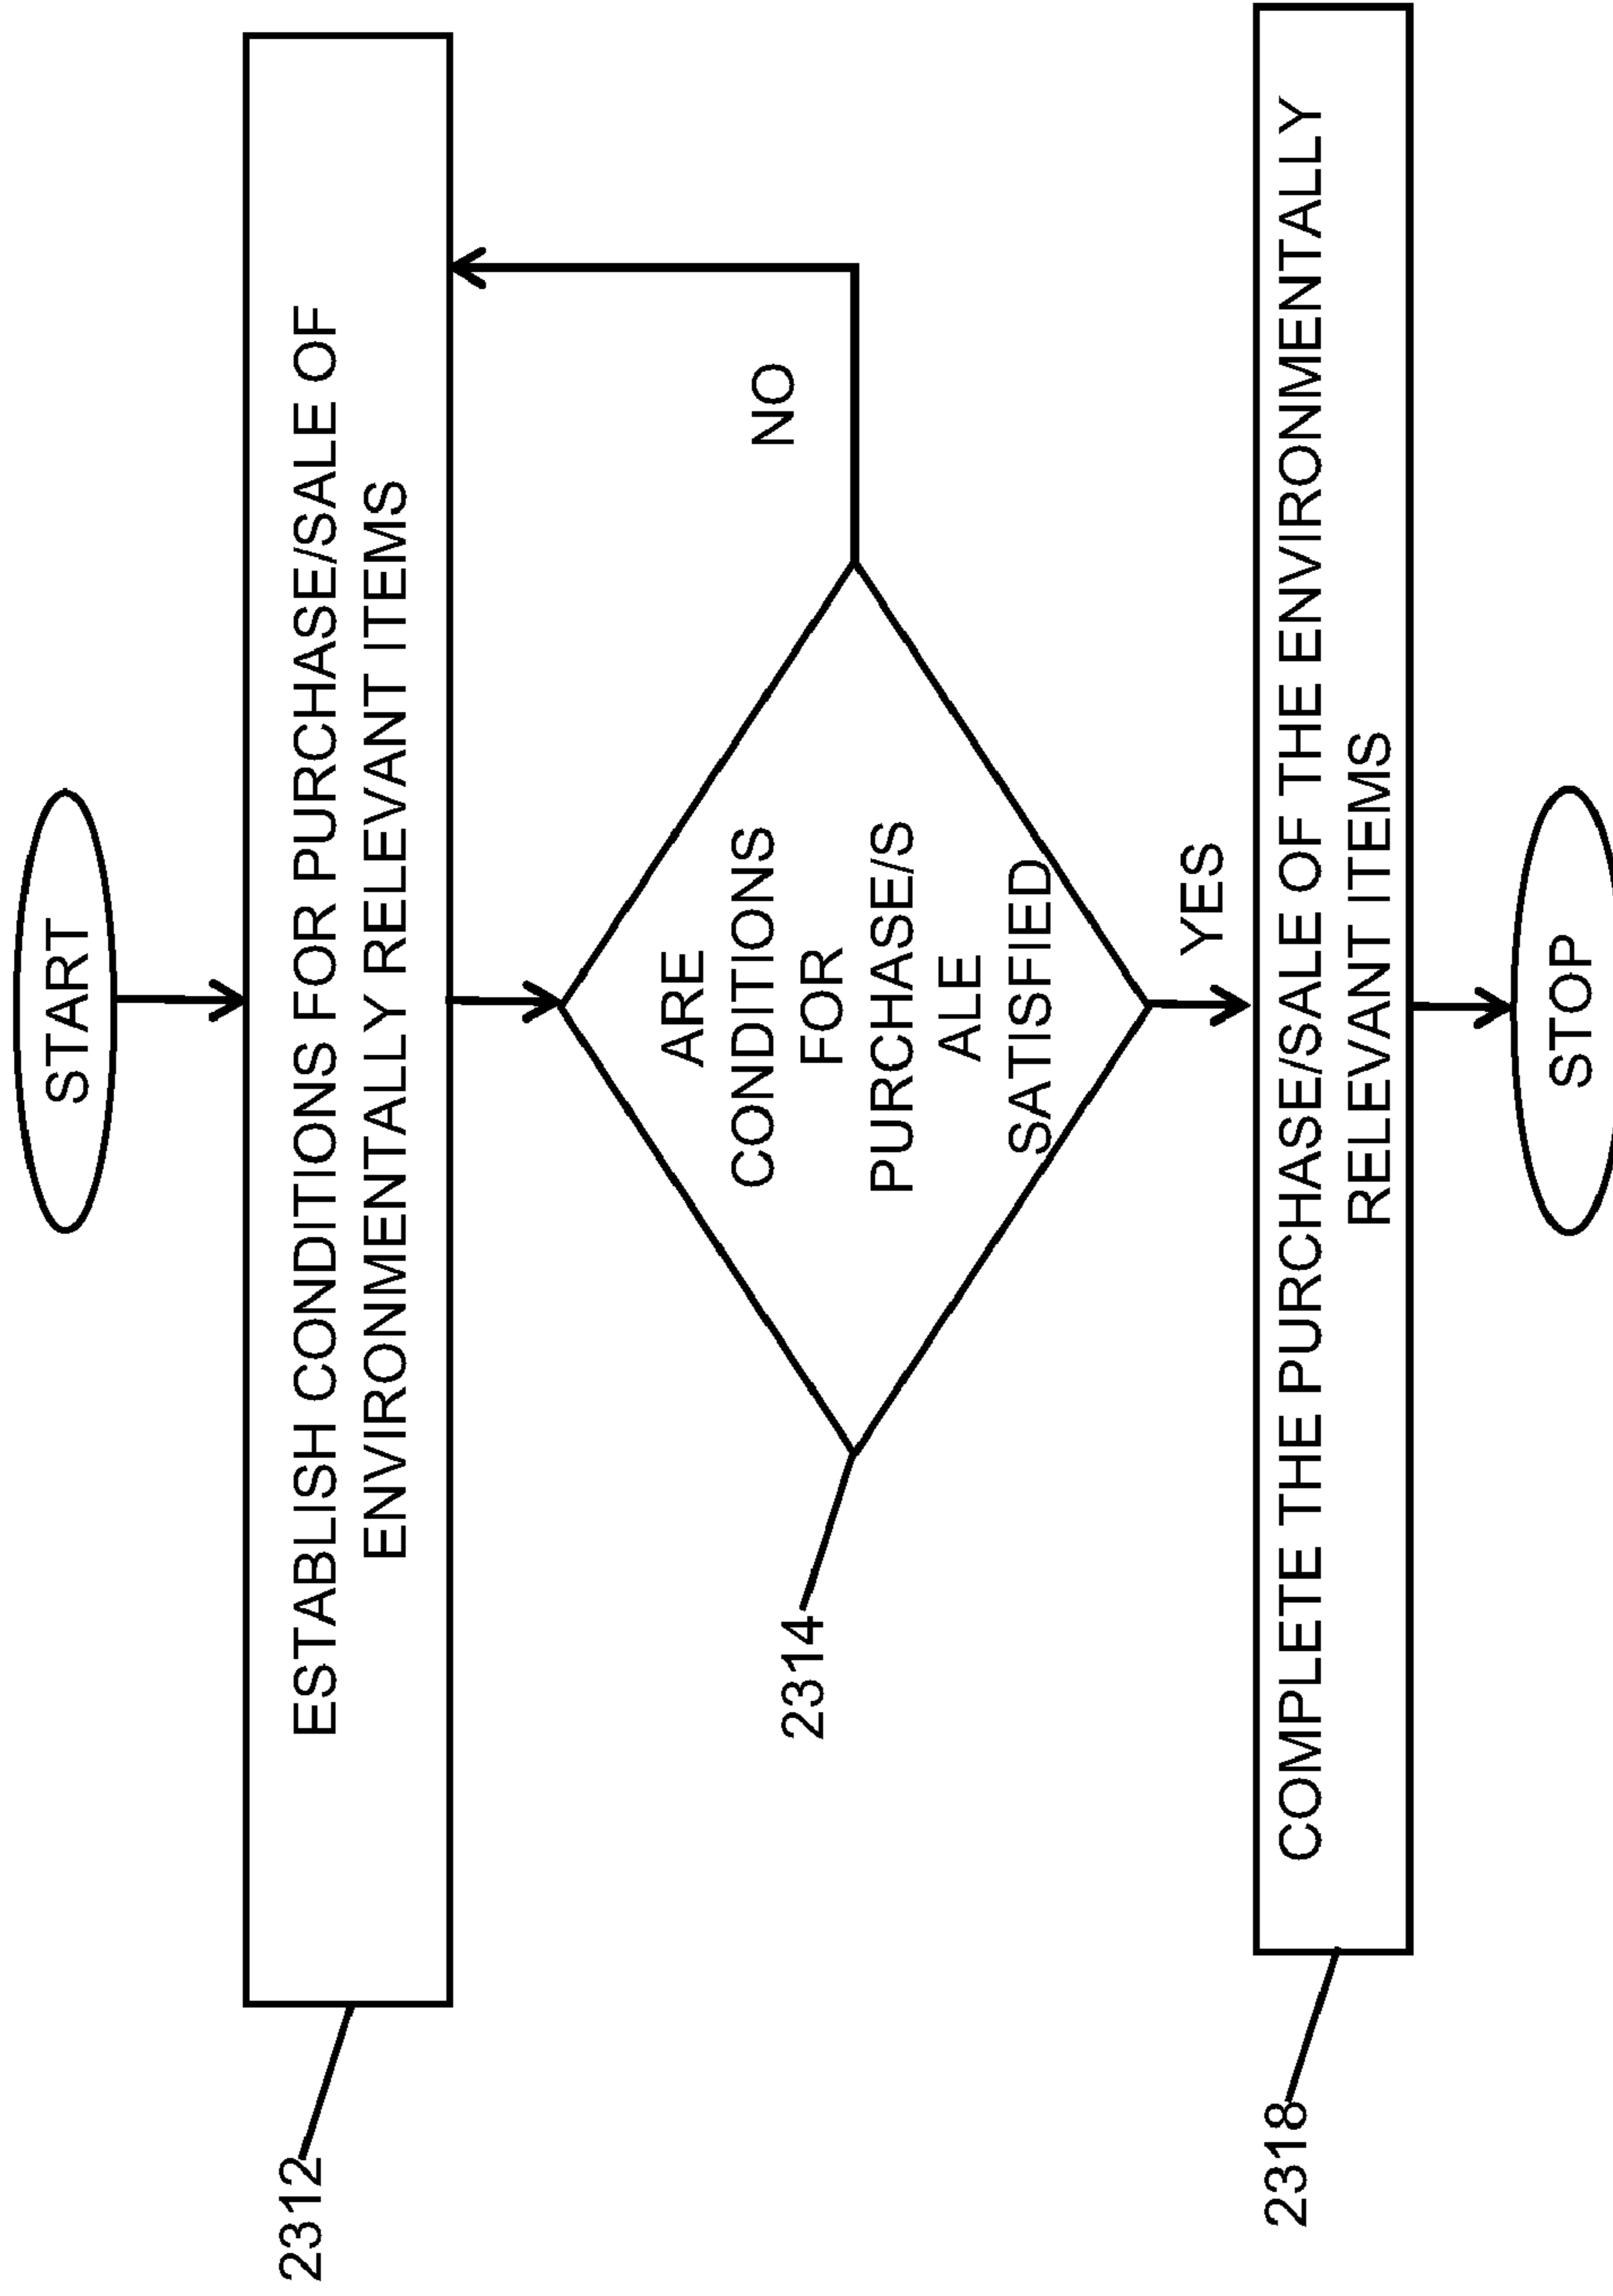 START
ESTABLISH CONDITIONS FOR PURCHASE/SALE OF
ENVIRONMENTALLY RELEVANT ITEMS
2312
ARE
CONDITIONS
FOR
PURCHASE/S
ALE
SATISFIED
NO
2314
YES
COMPLETE THE PURCHASE/SALE OF THE ENVIRONMENTALLY
RELEVANT ITEMS
2318
STOP